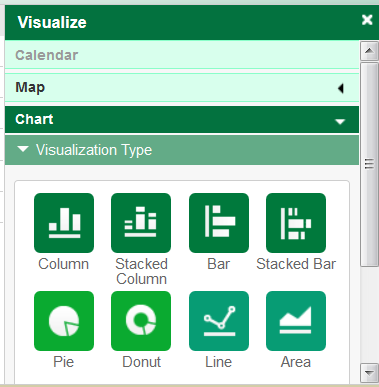 Visualize
Calendar
Map
Chart
Visualization Type
Column
Stacked
Column
Bar
Stacked Bar
Pie
Donut
Line
Area